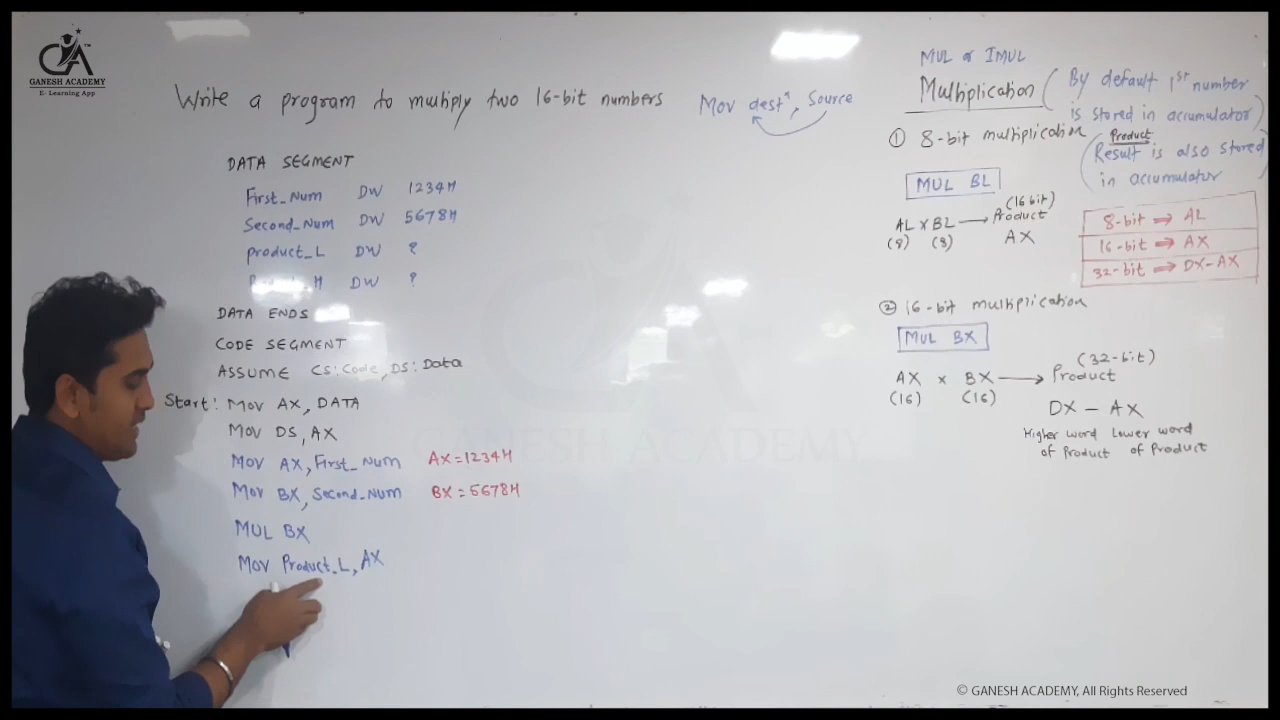 GANESH ACADEMY
E- Learning App
Write a program to multiply two 16-bit numbers
Mov destⁿ, Source
DATA SEGMENT
First_Num DW 1234H
Second_Num DW 5678H
product_L DW ?
DW ?
DATA ENDS
CODE SEGMENT
ASSUME CS: Code, DS: Data
Start: Mov AX, DATA
Mov DS, AX
Mov AX, First_Num AX=1234H
Mov BX, Second_Num BX = 5678H
MUL BX
Mov Product_L, AX
MUL or IMUL
Multiplication (By default 1st number
is stored in accumulator)
① 8-bit multiplication
(Product
Result is also stored
in accumulator
MUL BL
(16 bit)
AL x BL → Product
(8) (8) AX
8-bit ⇒ AL
16-bit ⇒ AX
32-bit ⇒ DX-AX
② 16-bit multiplication
MUL BX
(32-bit)
AX x BX → Product
(16) (16)
DX - AX
Higher word Lower word
of Product of Product
GANESH ACADEMY
© GANESH ACADEMY, All Rights Reserved